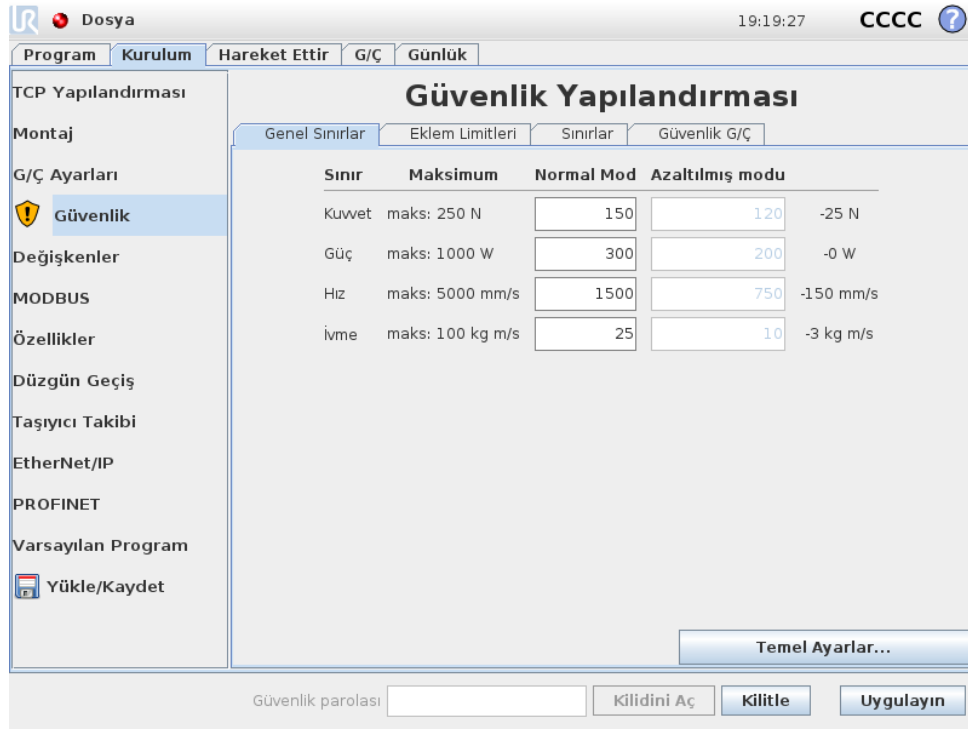 UR Dosya 19:19:27 CCCC ?
Program Kurulum Hareket Ettir G/Ç Günlük
TCP Yapılandırması
Montaj
G/Ç Ayarları
Güvenlik
Değişkenler
MODBUS
Özellikler
Düzgün Geçiş
Taşıyıcı Takibi
EtherNet/IP
PROFINET
Varsayılan Program
Yükle/Kaydet
Güvenlik Yapılandırması
Genel Sınırlar Eklem Limitleri Sınırlar Güvenlik G/Ç
Sınır Maksimum Normal Mod Azaltılmış modu
Kuvvet maks: 250 N 150 120 -25 N
Güç maks: 1000 W 300 200 -0 W
Hız maks: 5000 mm/s 1500 750 -150 mm/s
İvme maks: 100 kg m/s 25 10 -3 kg m/s
Temel Ayarlar...
Güvenlik parolası Kilidini Aç Kilitle Uygulayın